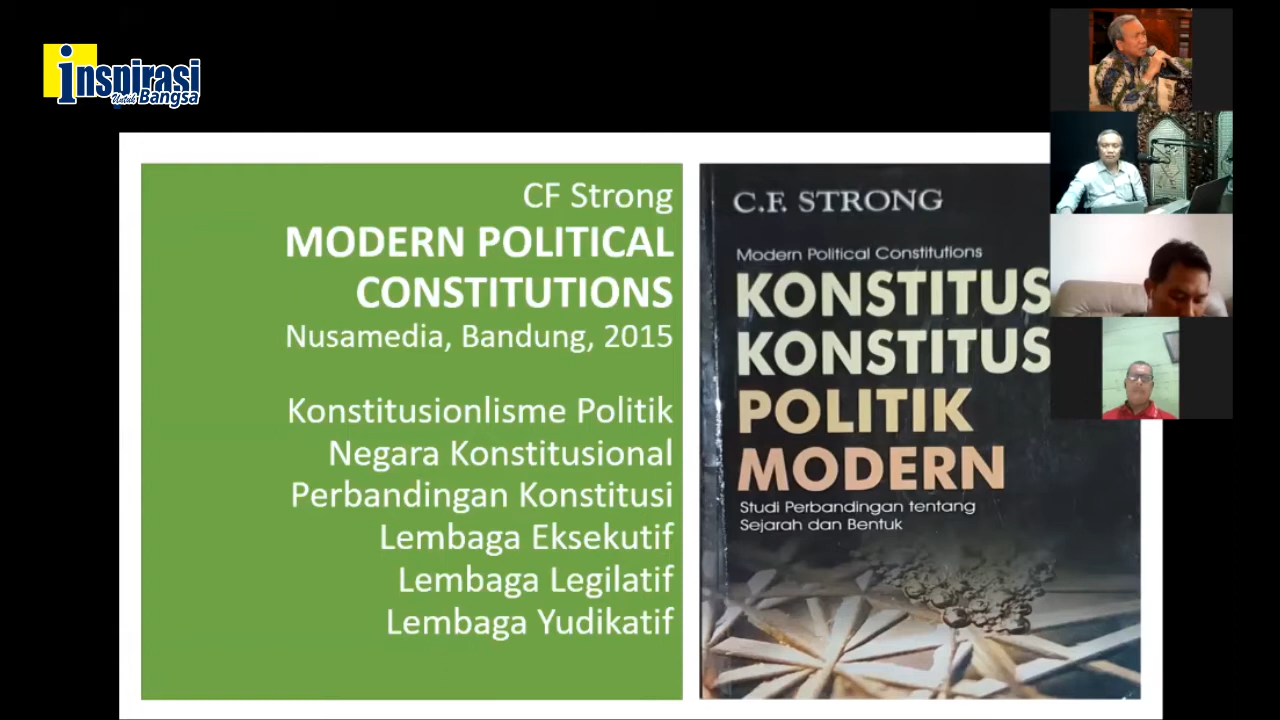 inspirasi
Untuk Bangsa
CF Strong
MODERN POLITICAL
CONSTITUTIONS
Nusamedia, Bandung, 2015
Konstitusionlisme Politik
Negara Konstitusional
Perbandingan Konstitusi
Lembaga Eksekutif
Lembaga Legilatif
Lembaga Yudikatif
C.F. STRONG
Modern Political Constitutions
KONSTITUS
KONSTITUS
POLITIK
MODERN
Studi Perbandingan tentang
Sejarah dan Bentuk